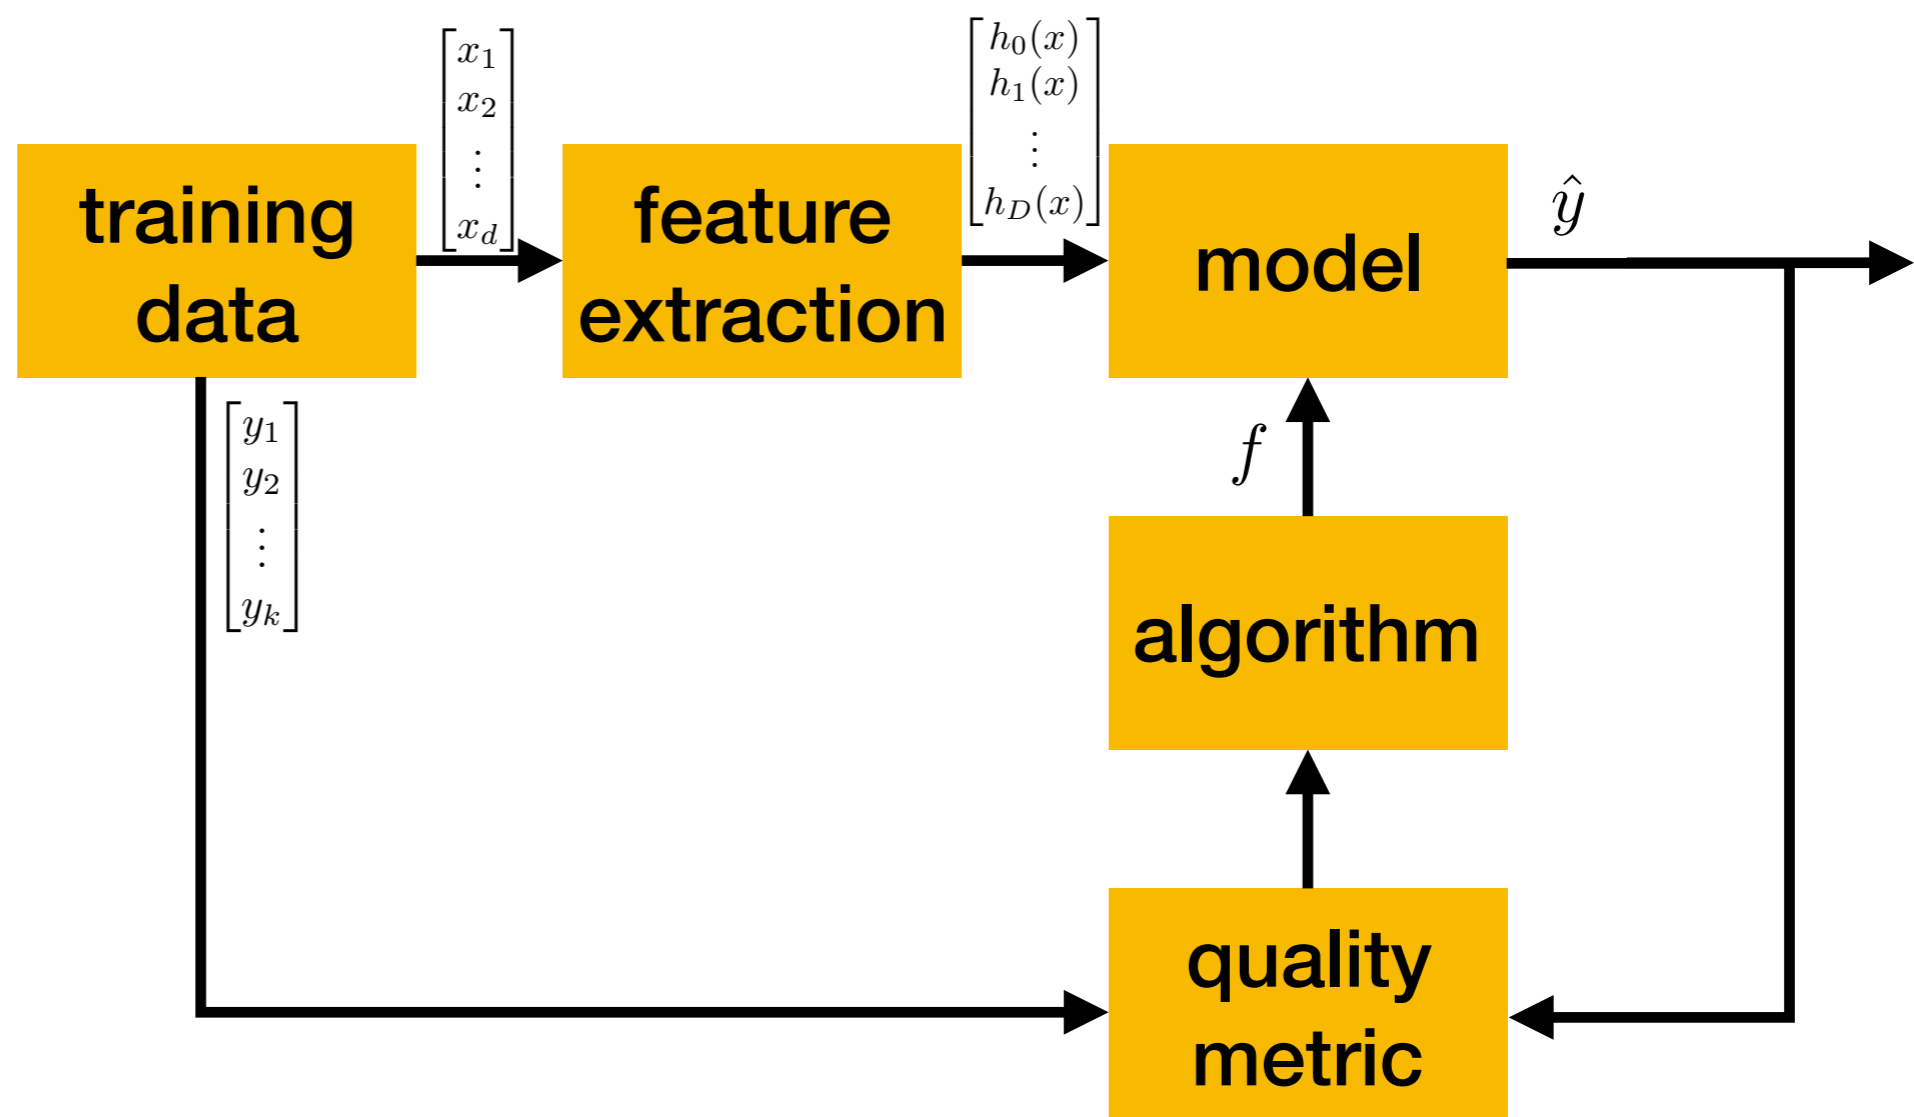 x₁
x₂
⋮
x_d
h₀(x)
h₁(x)
⋮
h_D(x)
training
data
feature
extraction
model
ŷ
y₁
y₂
⋮
y_k
f
algorithm
quality
metric